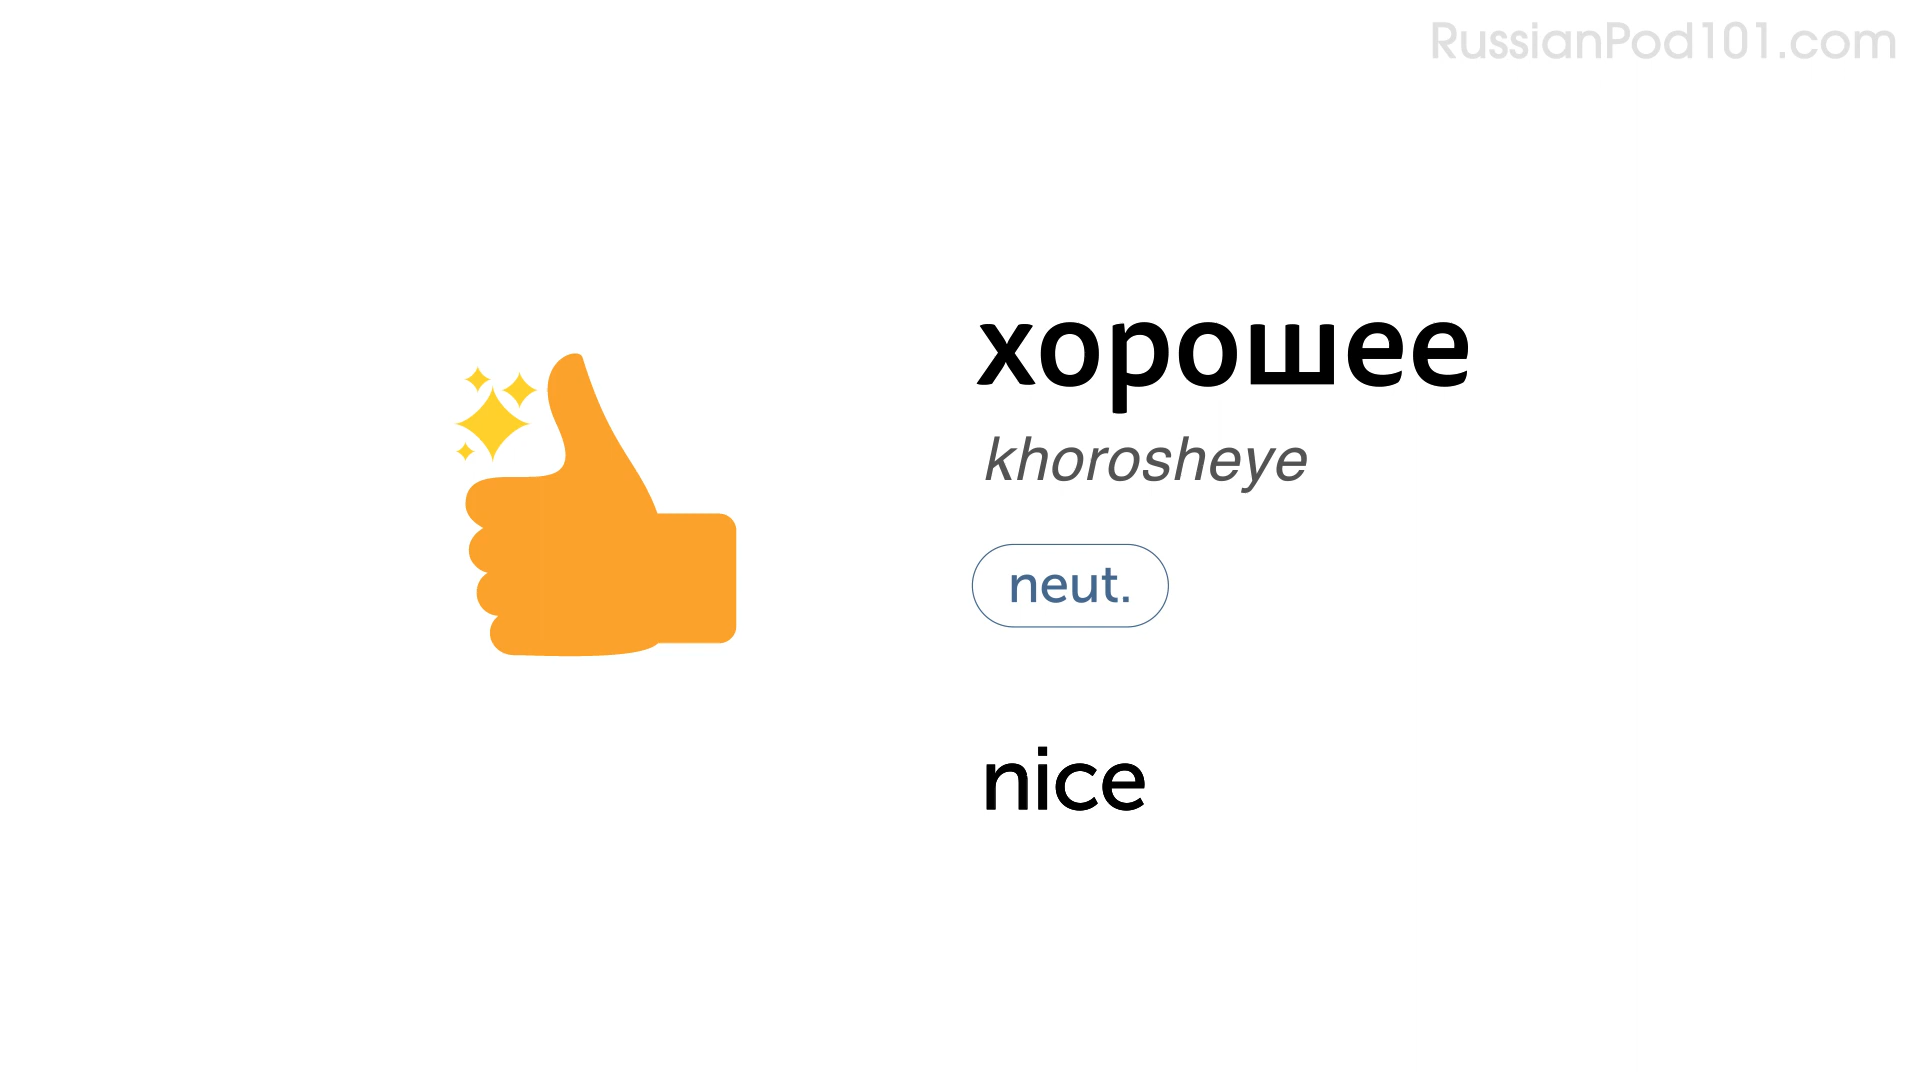 RussianPod101.com
хорошее
khorosheye
neut.
nice